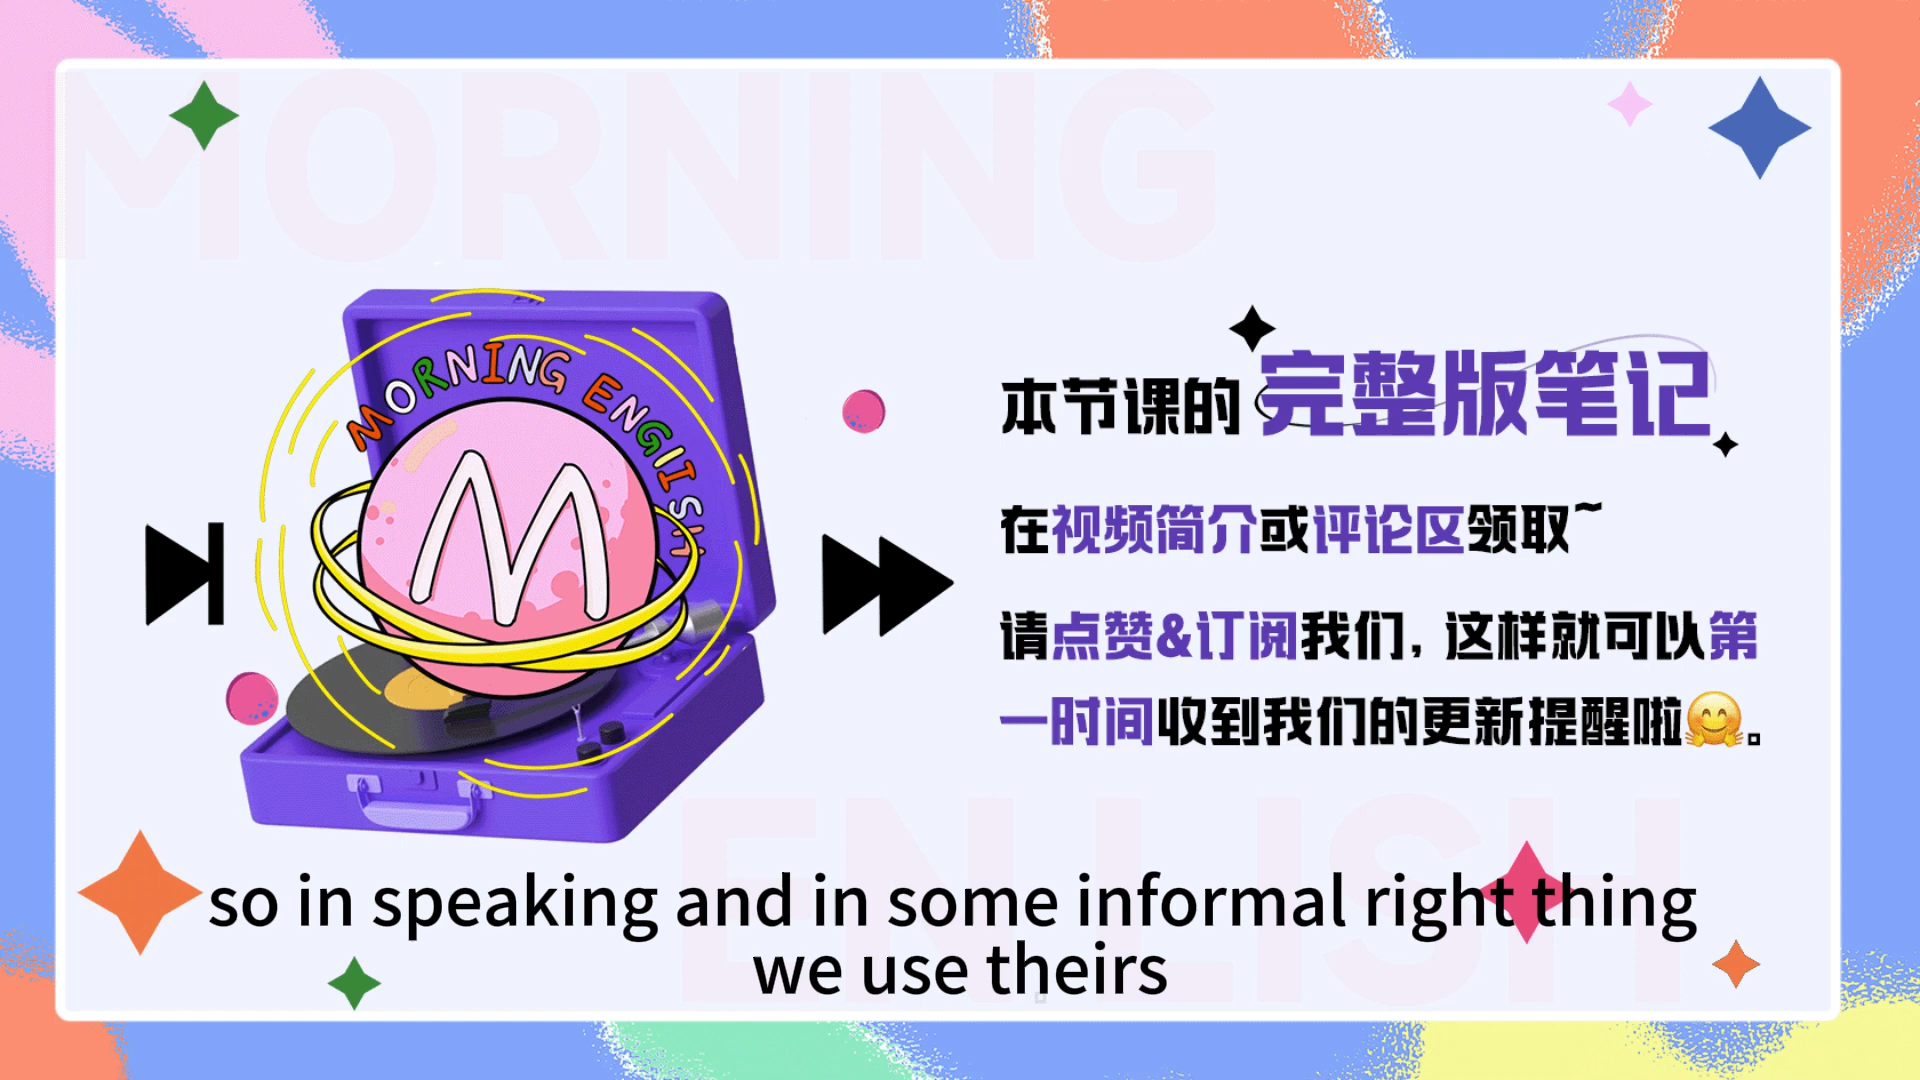 MORNING
MORNING ENGLISH
M
本节课的 完整版笔记
在视频简介或评论区领取~
请点赞&订阅我们，这样就可以第
一时间收到我们的更新提醒啦🤗。
ENGLISH
so in speaking and in some informal right thing
we use theirs